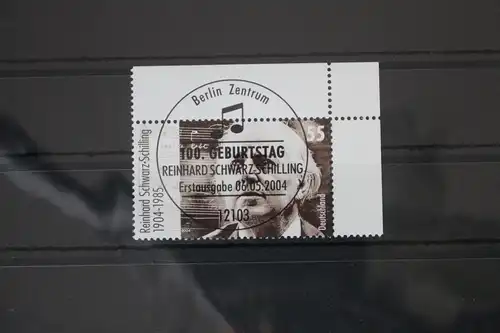 Berlin Zentrum
55
100. GEBURTSTAG
REINHARD SCHWARZ-SCHILLING
Erstausgabe 06.05.2004
12103
Reinhard Schwarz-Schilling
1904-1985
Deutschland